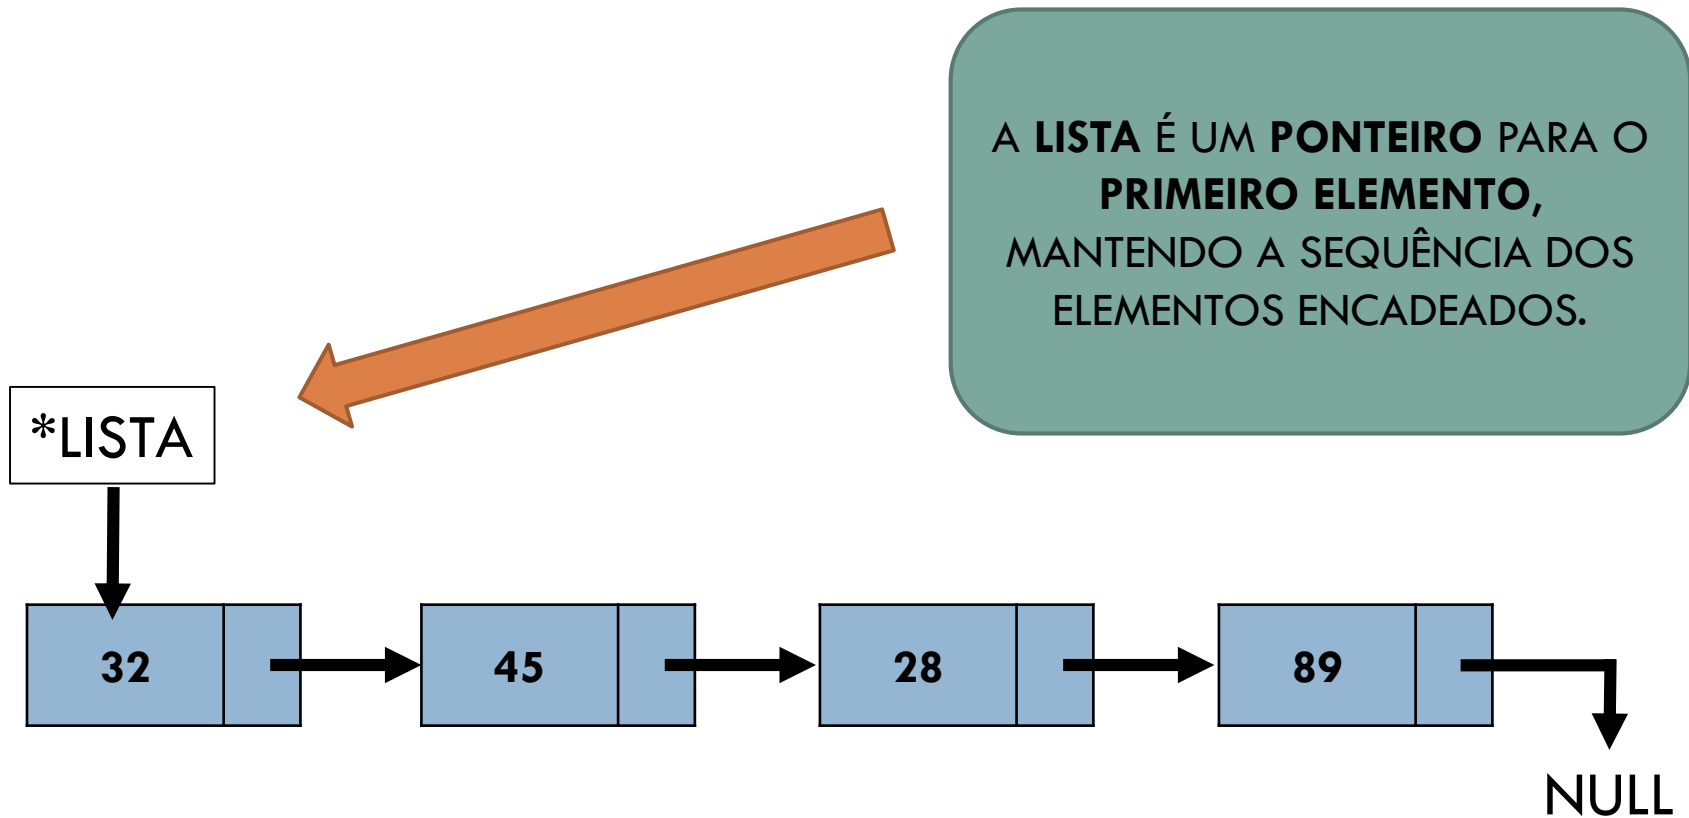 A LISTA É UM PONTEIRO PARA O
PRIMEIRO ELEMENTO,
MANTENDO A SEQUÊNCIA DOS
ELEMENTOS ENCADEADOS.
*LISTA
32 45 28 89
NULL